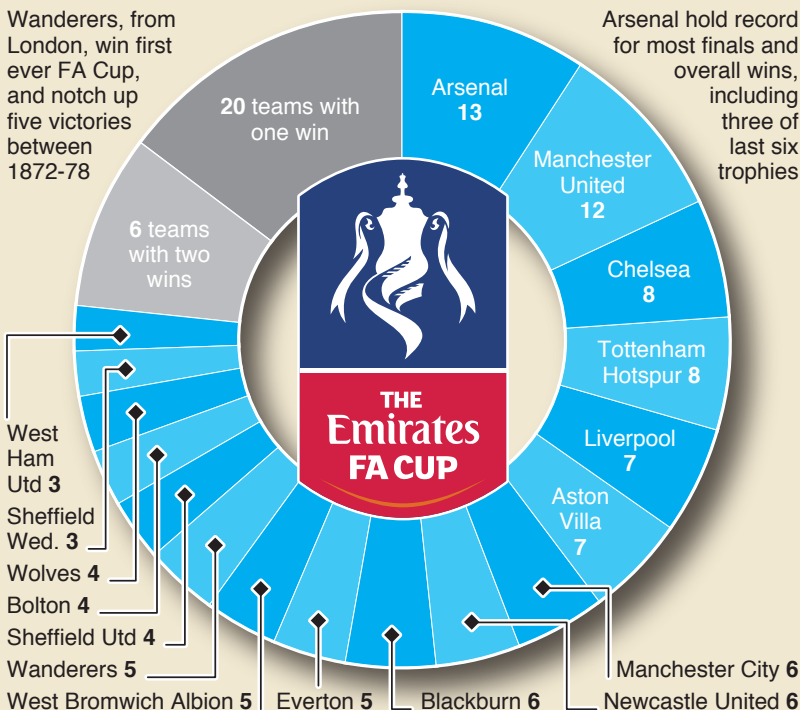 Wanderers, from
London, win first
ever FA Cup,
and notch up
five victories
between
1872-78
Arsenal hold record
for most finals and
overall wins,
including
three of
last six
trophies
20 teams with
one win
6 teams
with two
wins
Arsenal
13
Manchester
United
12
Chelsea
8
Tottenham
Hotspur 8
Liverpool
7
Aston
Villa
7
THE
Emirates
FA CUP
West
Ham
Utd 3
Sheffield
Wed. 3
Wolves 4
Bolton 4
Sheffield Utd 4
Wanderers 5
West Bromwich Albion 5
Everton 5
Blackburn 6
Manchester City 6
Newcastle United 6